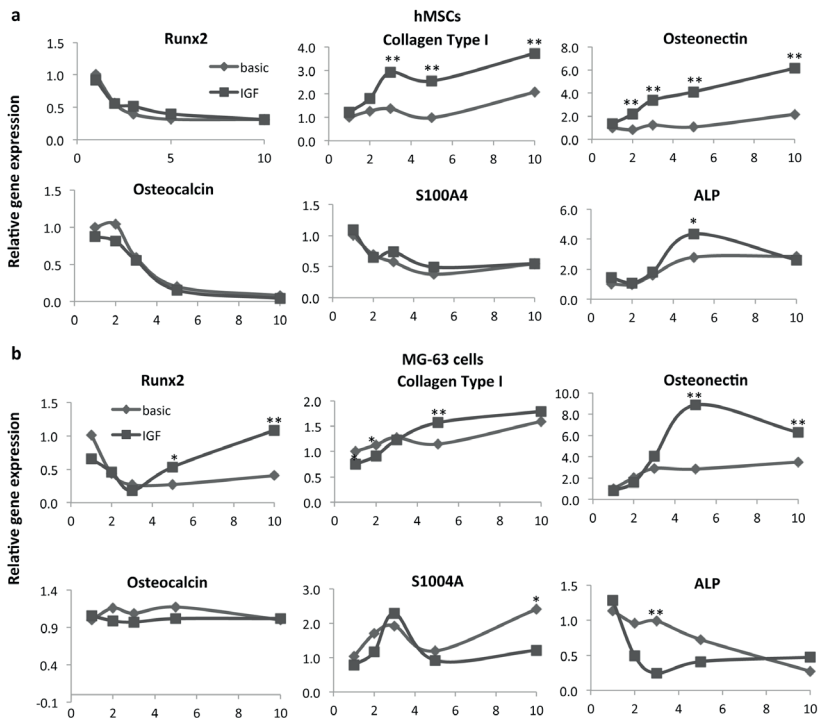 a
hMSCs
Relative gene expression
Runx2
1.5
1.0
0.5
0.0
basic
IGF
0
5
10
Collagen Type I
4.0
3.0
2.0
1.0
0.0
** ** **
0 2 4 6 8 10
Osteonectin
8.0
6.0
4.0
2.0
0.0
** ** ** **
0 2 4 6 8 10
Osteocalcin
1.5
1.0
0.5
0.0
0 2 4 6 8 10
S100A4
1.5
1.0
0.5
0.0
0 2 4 6 8 10
ALP
6.0
4.0
2.0
0.0
*
0 2 4 6 8 10
b
MG-63 cells
Relative gene expression
Runx2
1.5
1.0
0.5
0.0
basic
IGF
* **
0 2 4 6 8 10
Collagen Type I
2.0
1.5
1.0
0.5
0.0
* * **
0 2 4 6 8 10
Osteonectin
10.0
8.0
6.0
4.0
2.0
0.0
** **
0 2 4 6 8 10
Osteocalcin
1.4
0.9
0.4
-0.1
0 2 4 6 8 10
S1004A
3.0
2.0
1.0
0.0
*
0 2 4 6 8 10
ALP
1.5
1.0
0.5
0.0
**
0 2 4 6 8 10